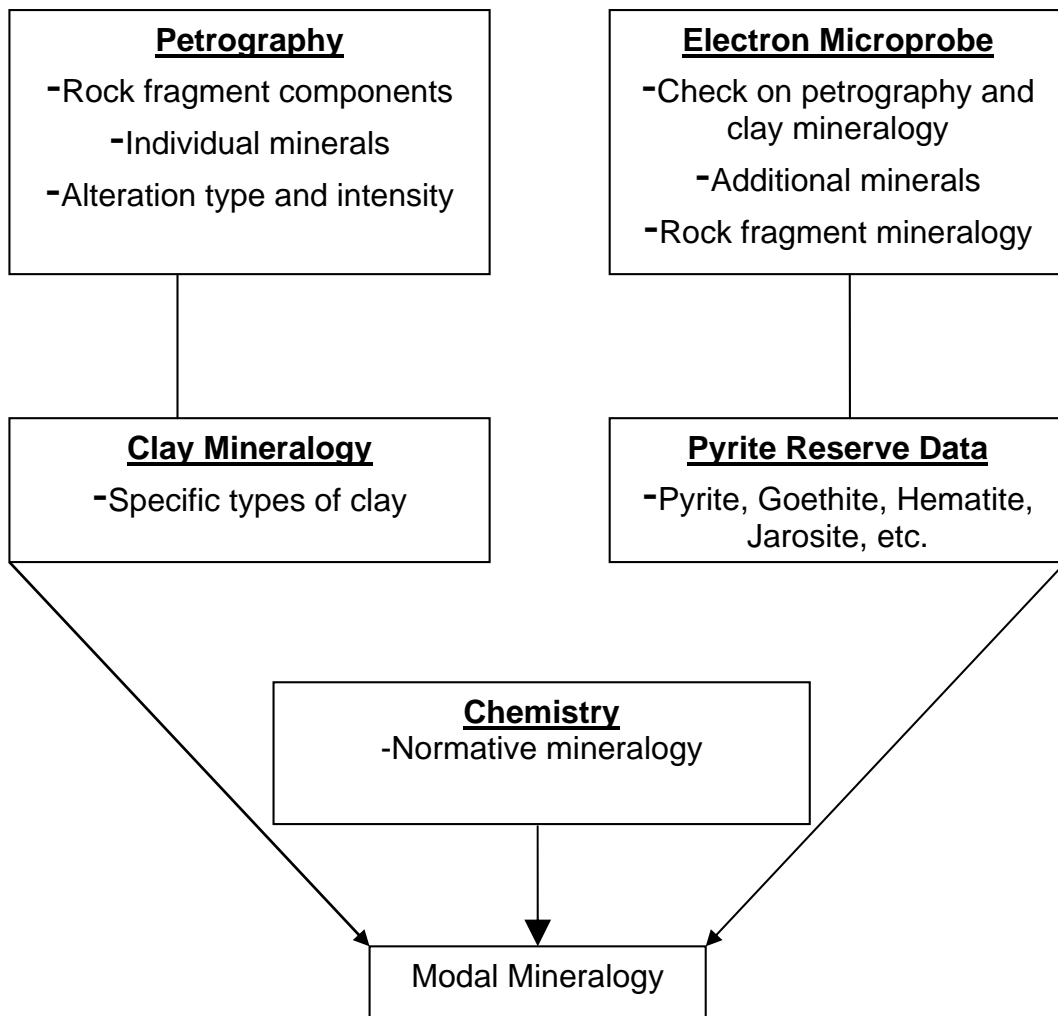 Petrography
-Rock fragment components
-Individual minerals
-Alteration type and intensity
Electron Microprobe
-Check on petrography and
clay mineralogy
-Additional minerals
-Rock fragment mineralogy
Clay Mineralogy
-Specific types of clay
Pyrite Reserve Data
-Pyrite, Goethite, Hematite,
Jarosite, etc.
Chemistry
-Normative mineralogy
Modal Mineralogy